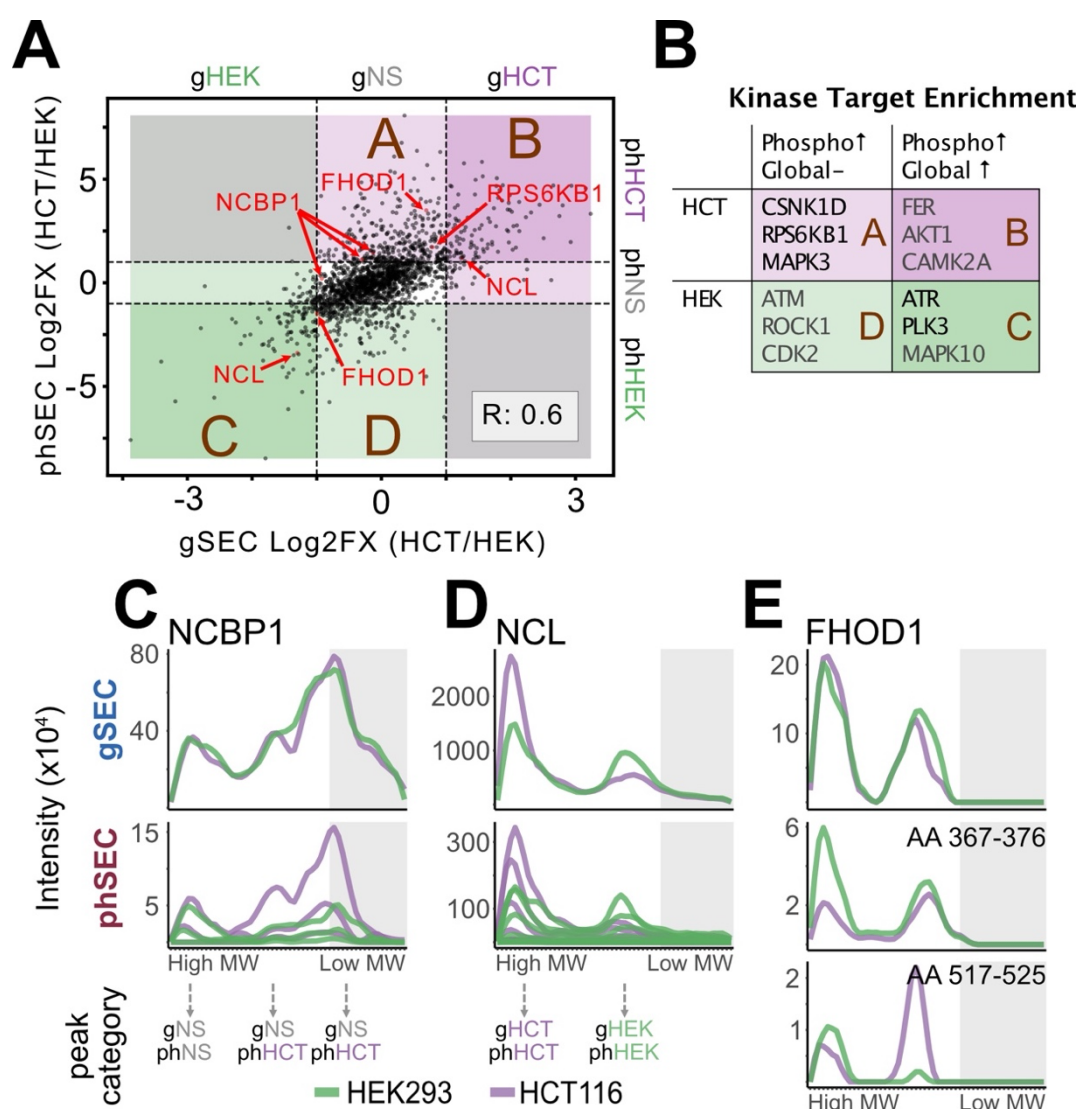 A
gHEK gNS gHCT
phSEC Log2FX (HCT/HEK)
5
0
-5
A
B
C
D
FHOD1
RPS6KB1
NCBP1
NCL
NCL
FHOD1
R: 0.6
phHCT
phNS
phHEK
-3 0 3
gSEC Log2FX (HCT/HEK)
B
Kinase Target Enrichment
Phospho↑ Phospho↑
Global– Global ↑
HCT
CSNK1D
RPS6KB1
MAPK3
A
FER
AKT1
CAMK2A
B
HEK
ATM
ROCK1
CDK2
D
ATR
PLK3
MAPK10
C
Intensity (x10⁴)
gSEC
phSEC
C
NCBP1
80
40
15
5
High MW Low MW
D
NCL
2000
1000
300
100
High MW Low MW
E
FHOD1
20
10
0
AA 367-376
6
2
0
AA 517-525
2
1
0
High MW Low MW
peak
category
gNS gNS gNS
phNS phHCT phHCT
gHCT gHEK
phHCT phHEK
HEK293 HCT116